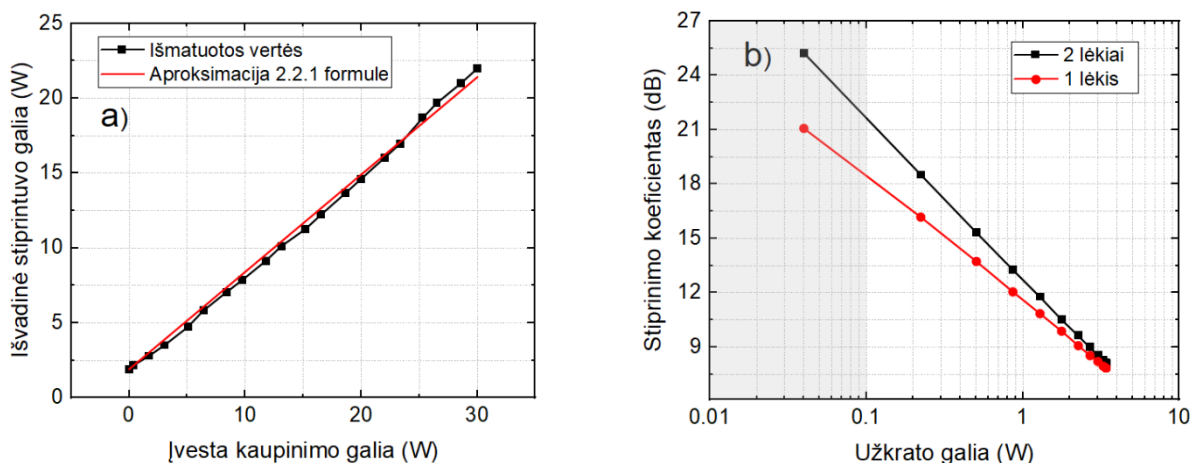 25
20
15
10
5
0
0
10
20
30
Išvadinė stiprintuvo galia (W)
Įvesta kaupinimo galia (W)
Išmatuotos vertės
Aproksimacija 2.2.1 formule
a)
27
24
21
18
15
12
9
0.01
0.1
1
10
Stiprinimo koeficientas (dB)
Užkrato galia (W)
b)
2 lėkiai
1 lėkis